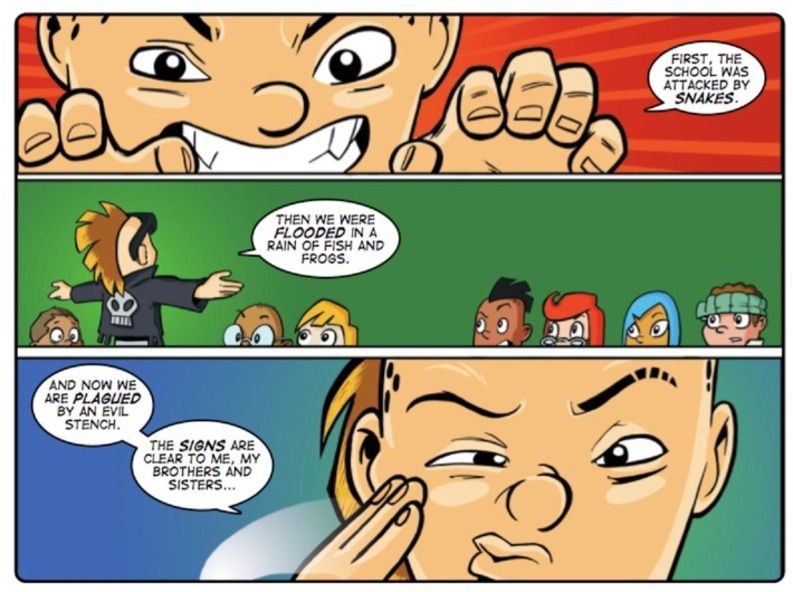 FIRST, THE
SCHOOL WAS
ATTACKED BY
SNAKES.
THEN WE WERE
FLOODED IN A
RAIN OF FISH AND
FROGS.
AND NOW WE
ARE PLAGUED
BY AN EVIL
STENCH.
THE SIGNS ARE
CLEAR TO ME, MY
BROTHERS AND
SISTERS...